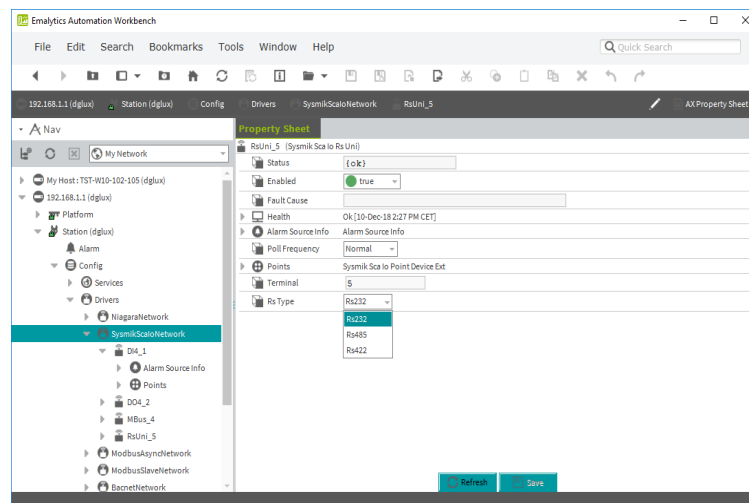 Emalytics Automation Workbench
File Edit Search Bookmarks Tools Window Help
Quick Search
192.168.1.1 (dglux) Station (dglux) Config Drivers SysmikScaIoNetwork RsUni_5 AX Property Sheet
Nav
My Network
My Host : TST-W10-102-105 (dglux)
192.168.1.1 (dglux)
Platform
Station (dglux)
Alarm
Config
Services
Drivers
NiagaraNetwork
SysmikScaIoNetwork
DI4_1
Alarm Source Info
Points
DO4_2
MBus_4
RsUni_5
ModbusAsyncNetwork
ModbusSlaveNetwork
BacnetNetwork
Property Sheet
RsUni_5 (Sysmik Sca Io Rs Uni)
Status {ok}
Enabled true
Fault Cause
Health Ok [10-Dec-18 2:27 PM CET]
Alarm Source Info Alarm Source Info
Poll Frequency Normal
Points Sysmik Sca Io Point Device Ext
Terminal 5
Rs Type Rs232
Rs232
Rs485
Rs422
Refresh Save